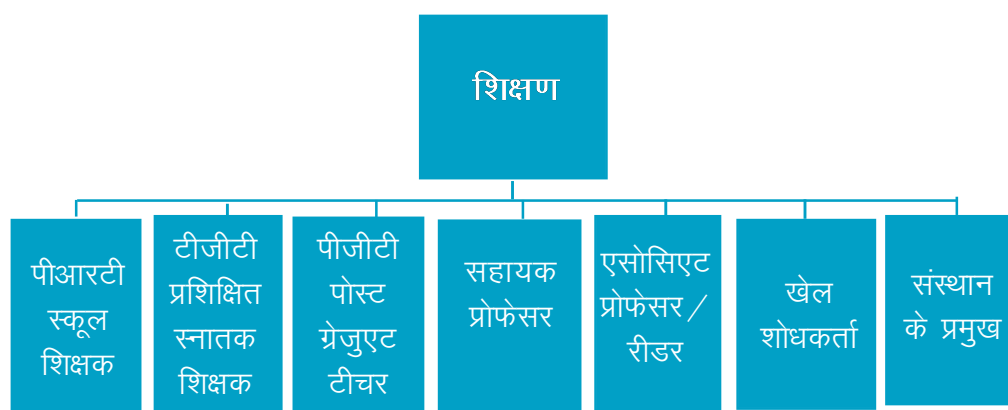 शिक्षण
पीआरटी
स्कूल
शिक्षक
टीजीटी
प्रशिक्षित
स्नातक
शिक्षक
पीजीटी
पोस्ट
ग्रेजुएट
टीचर
सहायक
प्रोफेसर
एसोसिएट
प्रोफेसर /
रीडर
खेल
शोधकर्ता
संस्थान
के प्रमुख